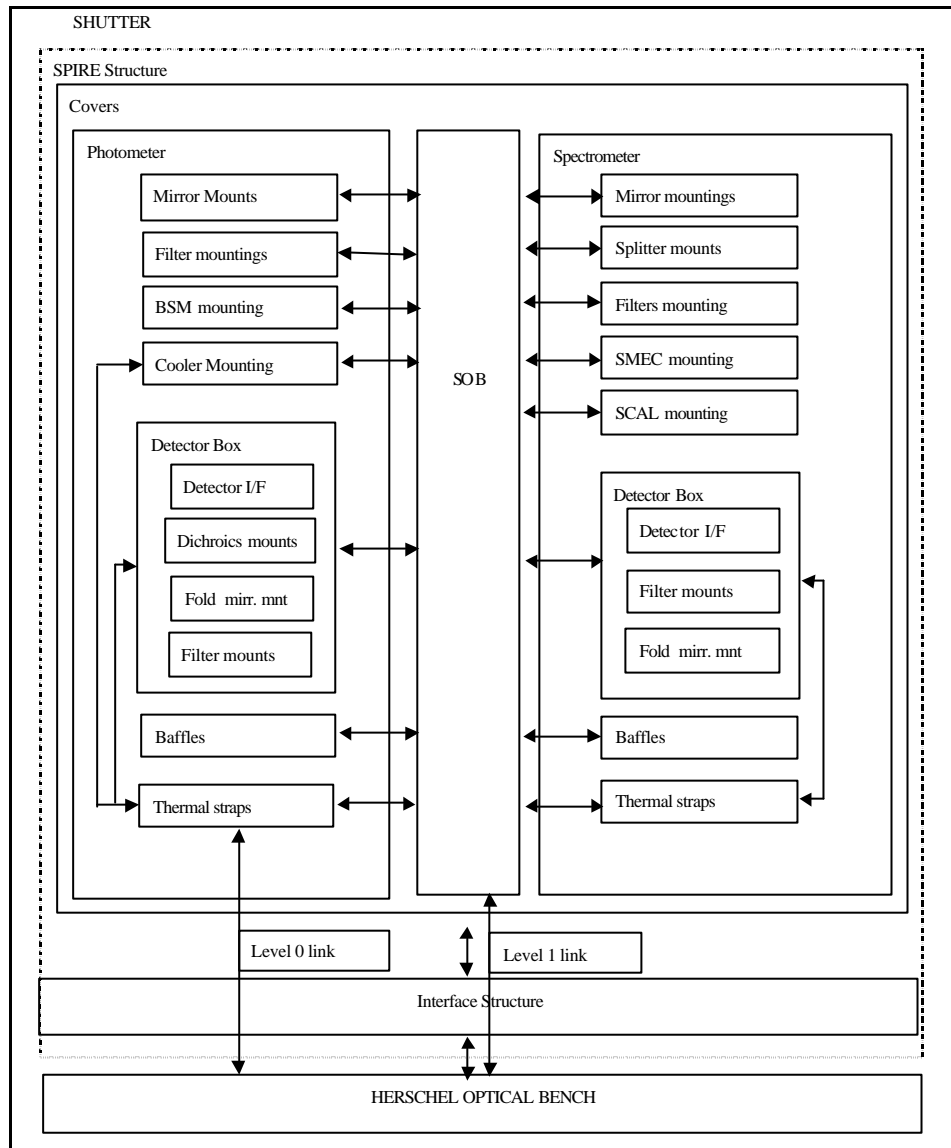 SHUTTER
SPIRE Structure
Covers
Photometer
Mirror Mounts
Filter mountings
BSM mounting
Cooler Mounting
Detector Box
Detector I/F
Dichroics mounts
Fold mirr. mnt
Filter mounts
Baffles
Thermal straps
SOB
Spectrometer
Mirror mountings
Splitter mounts
Filters mounting
SMEC mounting
SCAL mounting
Detector Box
Detector I/F
Filter mounts
Fold mirr. mnt
Baffles
Thermal straps
Level 0 link
Level 1 link
Interface Structure
HERSCHEL OPTICAL BENCH